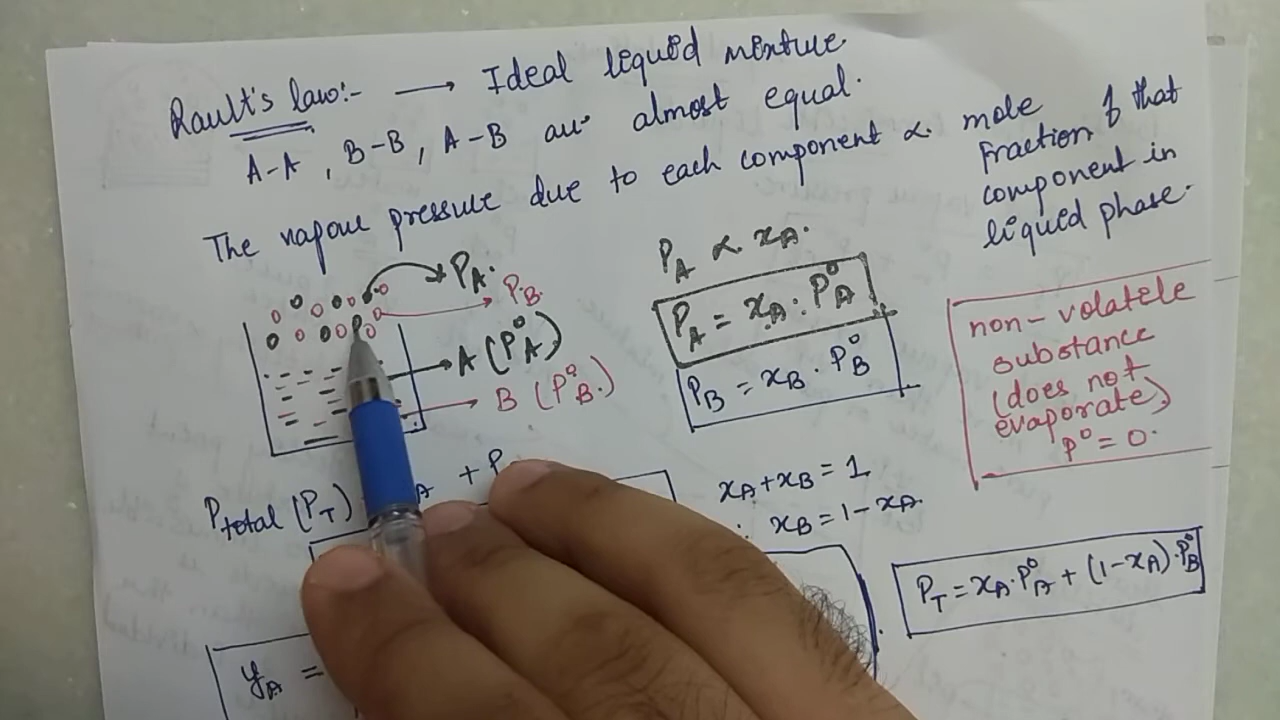 Rault's law:- → Ideal liquid mixture.
A-A, B-B, A-B are almost equal.
The vapour pressure due to each component ∝ mole
fraction of that
component in
liquid phase.
P_A ∝ x_A.
P_A = x_A . P°_A
P_B = x_B . P°_B
P_A.
P_B
A (P°_A)
B (P°_B.)
non-volatile
substance
(does not
evaporate)
P° = 0.
P_total (P_T)
_A + P
x_A + x_B = 1
x_B = 1 - x_A.
P_T = x_A . P°_A + (1 - x_A) . P°_B
y_A =